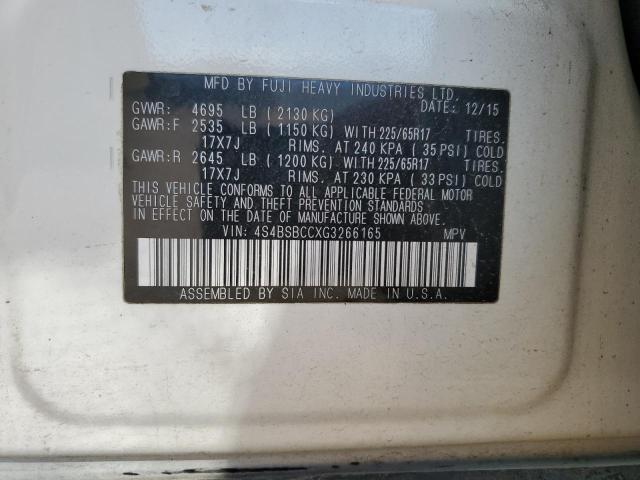 MFD BY FUJI HEAVY INDUSTRIES LTD.
GVWR: 4695 LB (2130 KG) DATE: 12/15
GAWR:F 2535 LB (1150 KG) WITH 225/65R17 TIRES.
17X7J RIMS. AT 240 KPA (35 PSI) COLD
GAWR:R 2645 LB (1200 KG) WITH 225/65R17 TIRES.
17X7J RIMS. AT 230 KPA (33 PSI) COLD
THIS VEHICLE CONFORMS TO ALL APPLICABLE FEDERAL MOTOR
VEHICLE SAFETY AND THEFT PREVENTION STANDARDS
IN EFFECT ON THE DATE OF MANUFACTURE SHOWN ABOVE.
VIN: 4S4BSBCCXG3266165 MPV
ASSEMBLED BY SIA INC. MADE IN U.S.A.